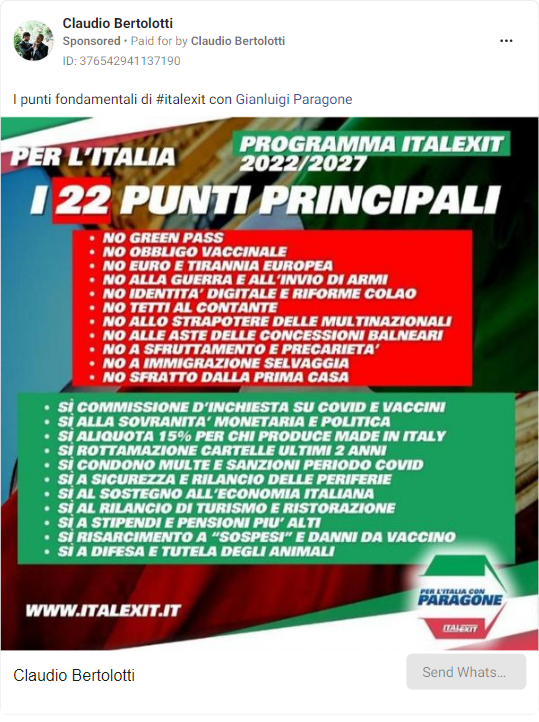 Claudio Bertolotti
Sponsored • Paid for by Claudio Bertolotti
ID: 376542941137190
I punti fondamentali di #italexit con Gianluigi Paragone
PER L'ITALIA
PROGRAMMA ITALEXIT
2022/2027
I 22 PUNTI PRINCIPALI
• NO GREEN PASS
• NO OBBLIGO VACCINALE
• NO EURO E TIRANNIA EUROPEA
• NO ALLA GUERRA E ALL'INVIO DI ARMI
• NO IDENTITA' DIGITALE E RIFORME COLAO
• NO TETTI AL CONTANTE
• NO ALLO STRAPOTERE DELLE MULTINAZIONALI
• NO ALLE ASTE DELLE CONCESSIONI BALNEARI
• NO A SFRUTTAMENTO E PRECARIETA'
• NO A IMMIGRAZIONE SELVAGGIA
• NO SFRATTO DALLA PRIMA CASA
• SÌ COMMISSIONE D'INCHIESTA SU COVID E VACCINI
• SÌ ALLA SOVRANITA' MONETARIA E POLITICA
• SÌ ALIQUOTA 15% PER CHI PRODUCE MADE IN ITALY
• SÌ ROTTAMAZIONE CARTELLE ULTIMI 2 ANNI
• SÌ CONDONO MULTE E SANZIONI PERIODO COVID
• SÌ A SICUREZZA E RILANCIO DELLE PERIFERIE
• SÌ AL SOSTEGNO ALL'ECONOMIA ITALIANA
• SÌ AL RILANCIO DI TURISMO E RISTORAZIONE
• SÌ A STIPENDI E PENSIONI PIU' ALTI
• SÌ RISARCIMENTO A "SOSPESI" E DANNI DA VACCINO
• SÌ A DIFESA E TUTELA DEGLI ANIMALI
PER L'ITALIA CON
PARAGONE
ITALEXIT
WWW.ITALEXIT.IT
Claudio Bertolotti
Send Whats...